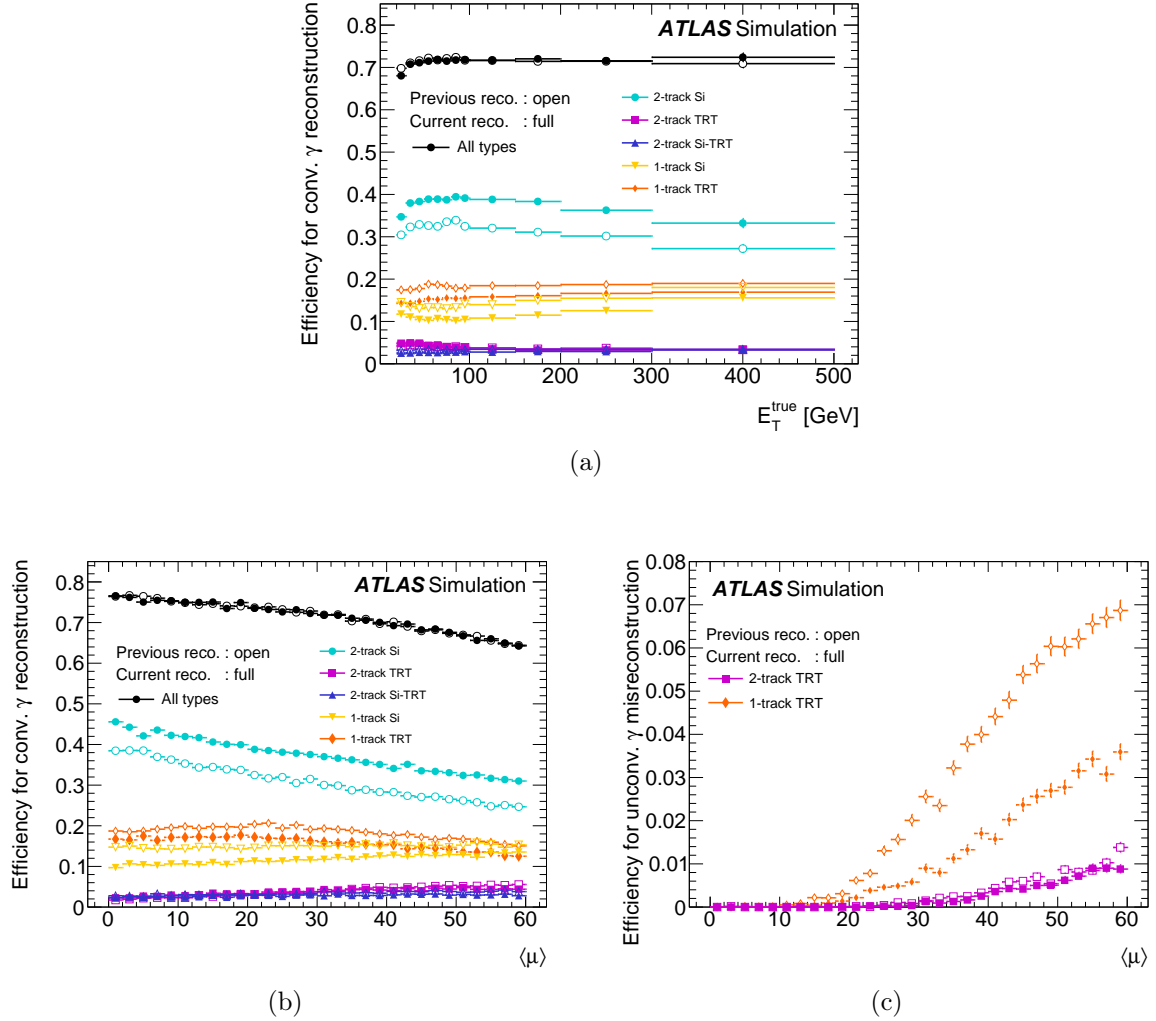 ATLAS Simulation
Previous reco. : open
Current reco. : full
All types
2-track Si
2-track TRT
2-track Si-TRT
1-track Si
1-track TRT
Efficiency for conv. γ reconstruction
0.8
0.7
0.6
0.5
0.4
0.3
0.2
0.1
0
100 200 300 400 500
E_T^true [GeV]
(a)
ATLAS Simulation
Previous reco. : open
Current reco. : full
All types
2-track Si
2-track TRT
2-track Si-TRT
1-track Si
1-track TRT
Efficiency for conv. γ reconstruction
0.8
0.7
0.6
0.5
0.4
0.3
0.2
0.1
0
0 10 20 30 40 50 60
⟨μ⟩
(b)
ATLAS Simulation
Previous reco. : open
Current reco. : full
2-track TRT
1-track TRT
Efficiency for unconv. γ misreconstruction
0.08
0.07
0.06
0.05
0.04
0.03
0.02
0.01
0
0 10 20 30 40 50 60
⟨μ⟩
(c)